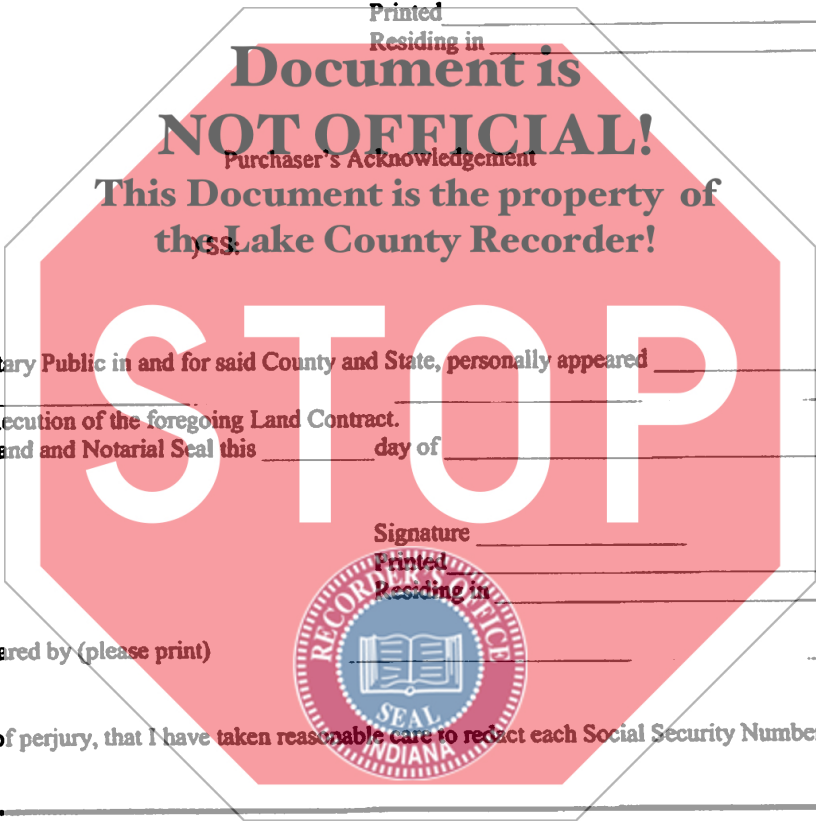 Printed
Residing in
Document is
NOT OFFICIAL!
Purchaser's Acknowledgement
This Document is the property of
the Lake County Recorder!
)SS:
STOP
tary Public in and for said County and State, personally appeared
ecution of the foregoing Land Contract.
and and Notarial Seal this day of
Signature
Printed
Residing in
RECORDER'S OFFICE
SEAL
INDIANA
ared by (please print)
of perjury, that I have taken reasonable care to redact each Social Security Number